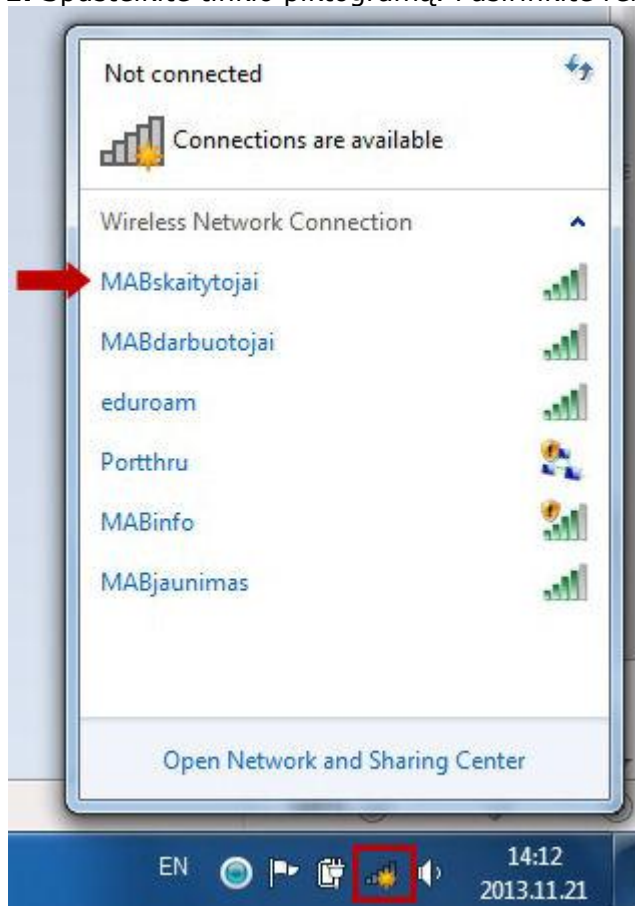 Not connected
Connections are available
Wireless Network Connection
MABskaitytojai
MABdarbuotojai
eduroam
Portthru
MABinfo
MABjaunimas
Open Network and Sharing Center
EN
14:12
2013.11.21